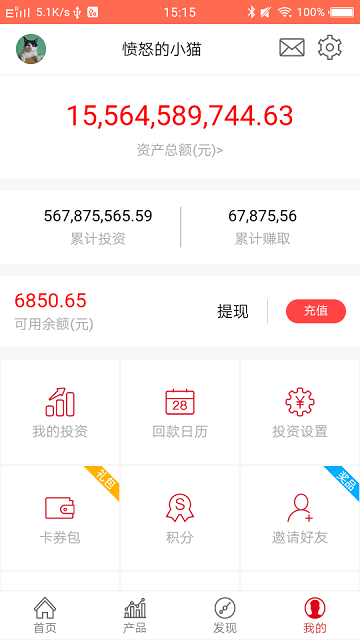 5.1K/s 15:15 100%
愤怒的小猫
15,564,589,744.63
资产总额(元)>
567,875,565.59 67,875,56
累计投资 累计赚取
6850.65
可用余额(元)
提现 充值
28
我的投资 回款日历 投资设置
礼包 奖品
S
卡券包 积分 邀请好友
首页 产品 发现 我的